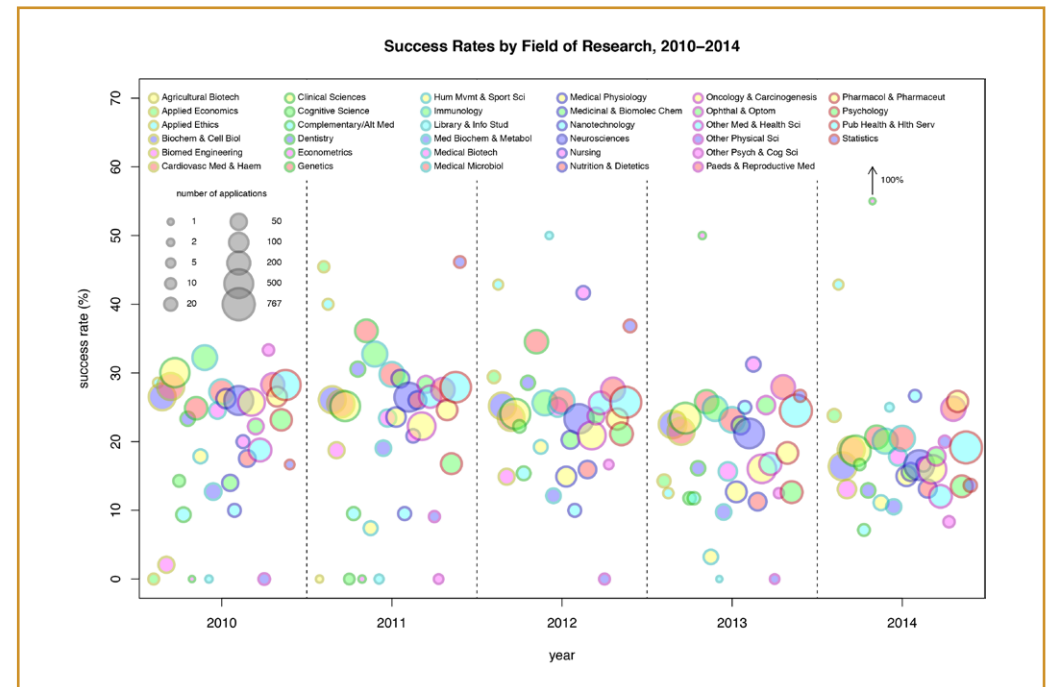 Success Rates by Field of Research, 2010–2014
70
60
50
40
30
20
10
0
success rate (%)
Agricultural Biotech
Applied Economics
Applied Ethics
Biochem & Cell Biol
Biomed Engineering
Cardiovasc Med & Haem
Clinical Sciences
Cognitive Science
Complementary/Alt Med
Dentistry
Econometrics
Genetics
Hum Mvmt & Sport Sci
Immunology
Library & Info Stud
Med Biochem & Metabol
Medical Biotech
Medical Microbiol
Medical Physiology
Medicinal & Biomolec Chem
Nanotechnology
Neurosciences
Nursing
Nutrition & Dietetics
Oncology & Carcinogenesis
Ophthal & Optom
Other Med & Health Sci
Other Physical Sci
Other Psych & Cog Sci
Paeds & Reproductive Med
Pharmacol & Pharmaceut
Psychology
Pub Health & Hlth Serv
Statistics
number of applications
1 50
2 100
5 200
10 500
20 767
100%
2010 2011 2012 2013 2014
year